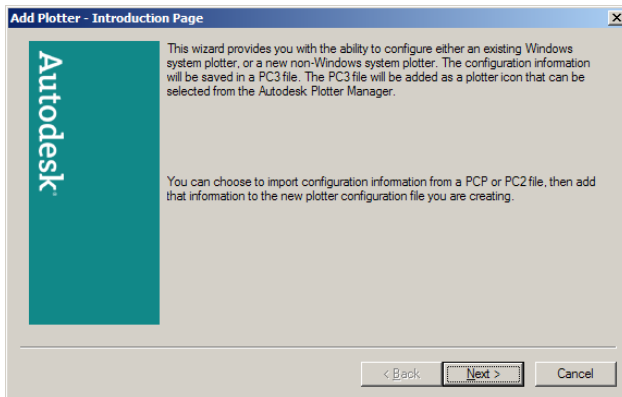 Add Plotter - Introduction Page
Autodesk
This wizard provides you with the ability to configure either an existing Windows
system plotter, or a new non-Windows system plotter. The configuration information
will be saved in a PC3 file. The PC3 file will be added as a plotter icon that can be
selected from the Autodesk Plotter Manager.
You can choose to import configuration information from a PCP or PC2 file, then add
that information to the new plotter configuration file you are creating.
< Back
Next >
Cancel